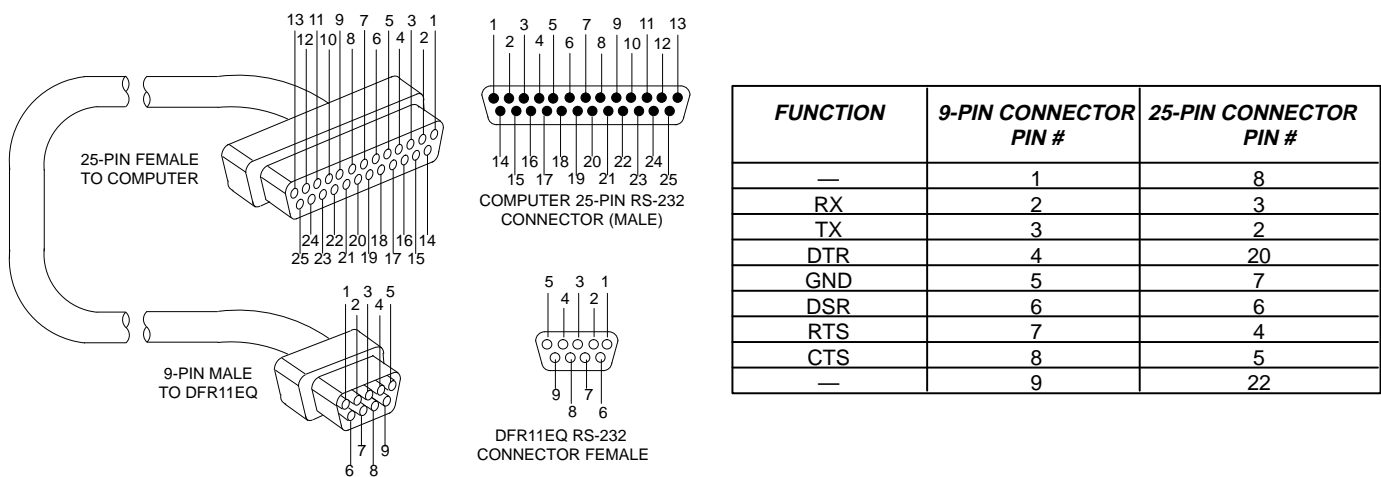 13 11 9 7 5 3 1
12 10 8 6 4 2
25-PIN FEMALE
TO COMPUTER
24 22 20 18 16 14
25 23 21 19 17 15
1 3 5
2 4
9-PIN MALE
TO DFR11EQ
7 9
6 8
1 3 5 7 9 11 13
2 4 6 8 10 12
14 16 18 20 22 24
15 17 19 21 23 25
COMPUTER 25-PIN RS-232
CONNECTOR (MALE)
5 3 1
4 2
9 7
8 6
DFR11EQ RS-232
CONNECTOR FEMALE
FUNCTION 9-PIN CONNECTOR 25-PIN CONNECTOR
PIN # PIN #
— 1 8
RX 2 3
TX 3 2
DTR 4 20
GND 5 7
DSR 6 6
RTS 7 4
CTS 8 5
— 9 22